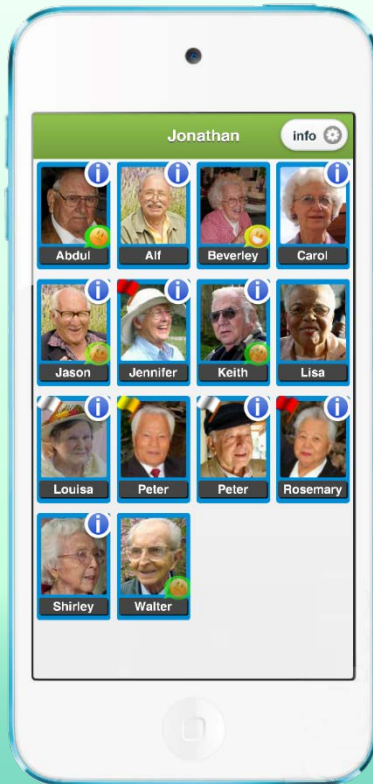 Jonathan
info
Abdul Alf Beverley Carol
Jason Jennifer Keith Lisa
Louisa Peter Peter Rosemary
Shirley Walter